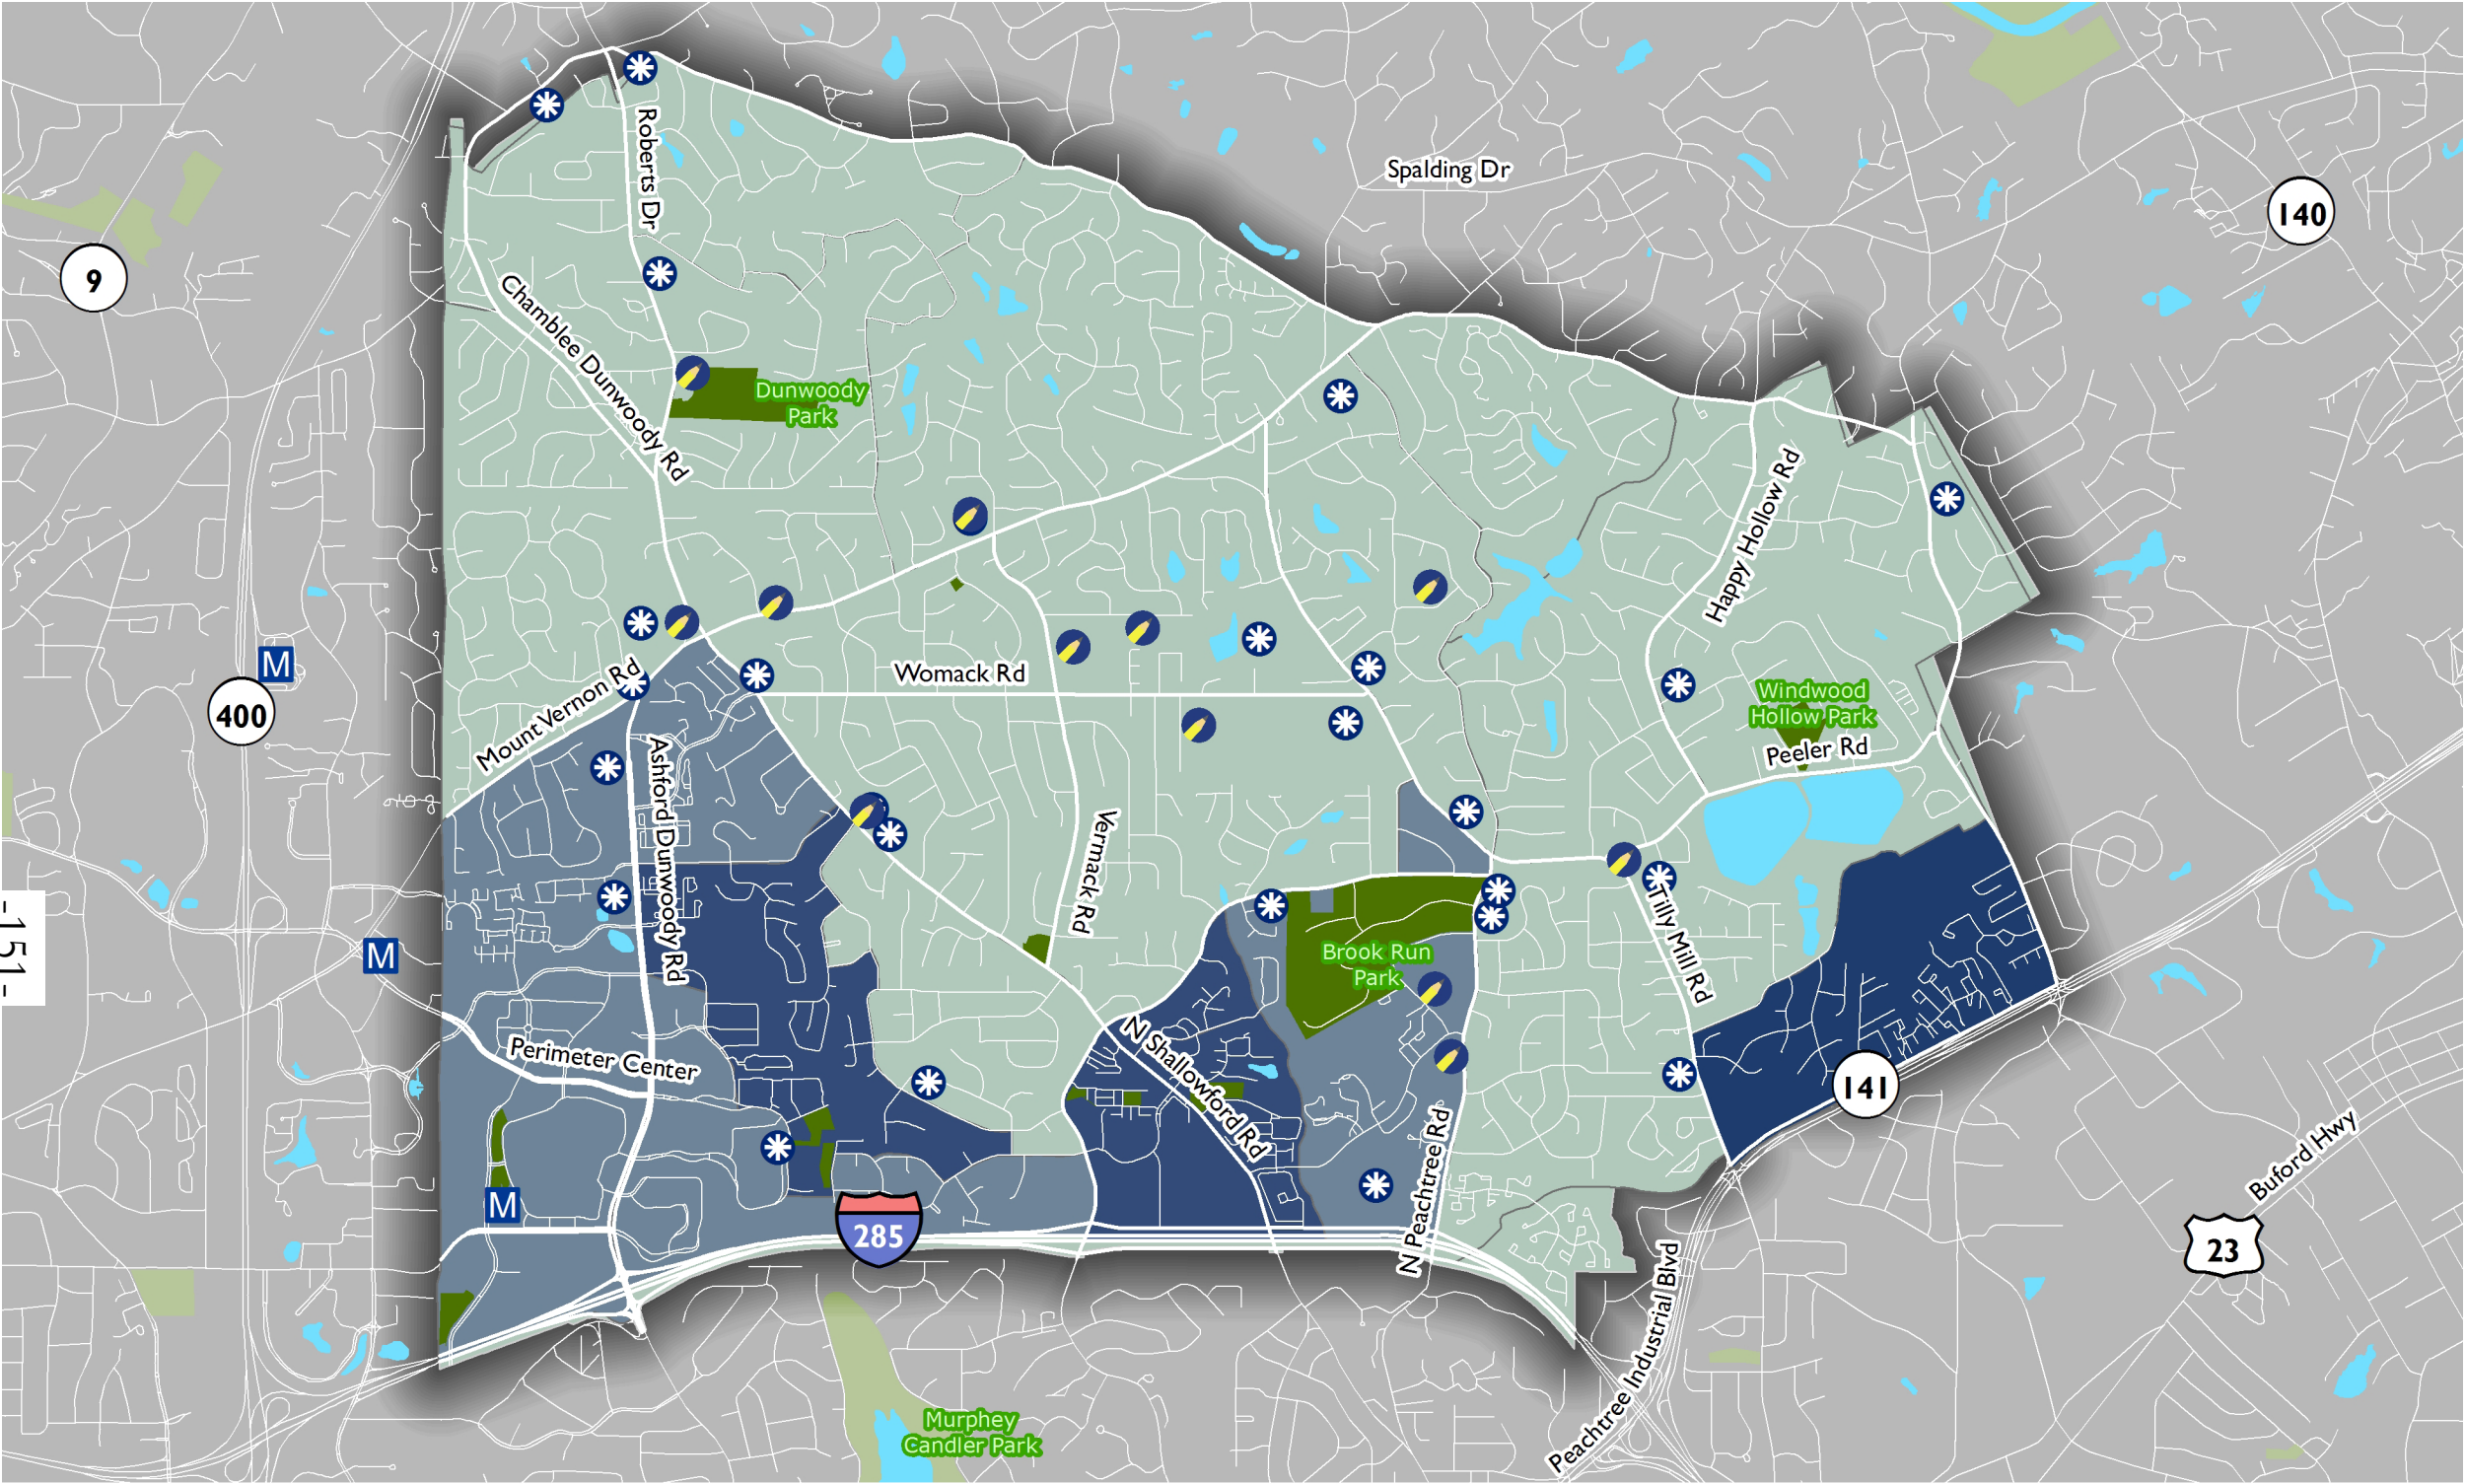 Spalding Dr
140
Roberts Dr
9
Chamblee Dunwoody Rd
Dunwoody
Park
Happy Hollow Rd
M
400
Womack Rd
Mount Vernon Rd
Windwood
Hollow Park
Peeler Rd
Ashford Dunwoody Rd
Vermack Rd
-151-
M
Brook Run
Park
Tilly Mill Rd
Perimeter Center
N Shallowford Rd
141
N Peachtree Rd
Buford Hwy
M
285
23
Peachtree Industrial Blvd
Murphey
Candler Park